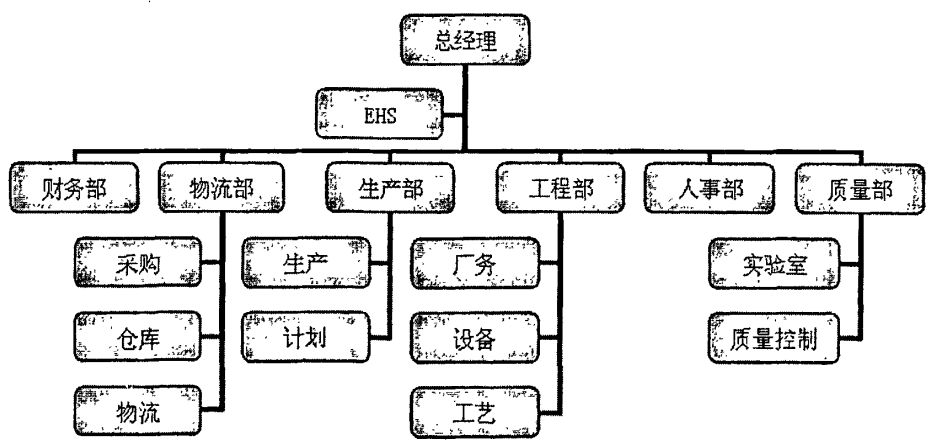 总经理
EHS
财务部 物流部 生产部 工程部 人事部 质量部
采购 生产 厂务 实验室
仓库 计划 设备 质量控制
物流 工艺